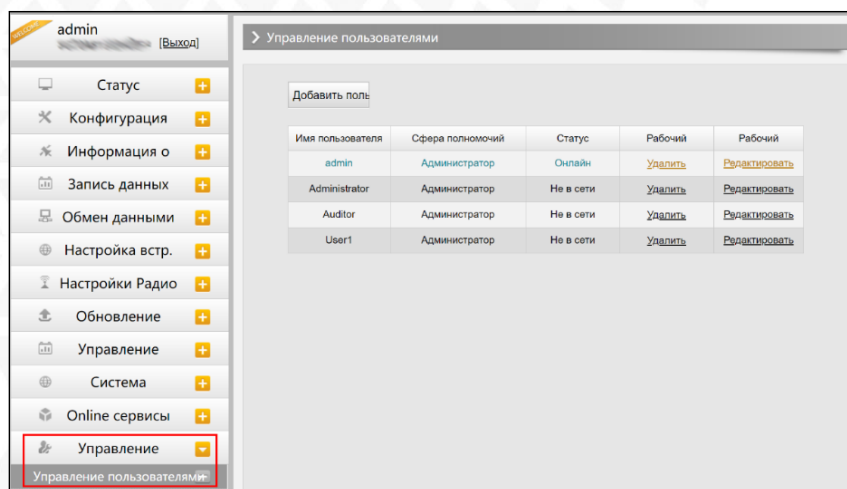 WELCOME
admin
[Выход]
Статус
Конфигурация
Информация о
Запись данных
Обмен данными
Настройка встр.
Настройки Радио
Обновление
Управление
Система
Online сервисы
Управление
Управление пользователями
Управление пользователями
Добавить поль
Имя пользователя Сфера полномочий Статус Рабочий Рабочий
admin Администратор Онлайн Удалить Редактировать
Administrator Администратор Не в сети Удалить Редактировать
Auditor Администратор Не в сети Удалить Редактировать
User1 Администратор Не в сети Удалить Редактировать